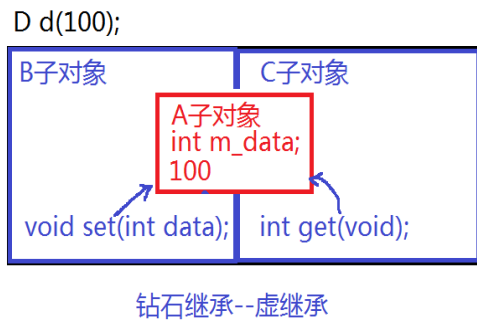 D d(100);
B子对象
C子对象
A子对象
int m_data;
100
void set(int data);
int get(void);
钻石继承--虚继承